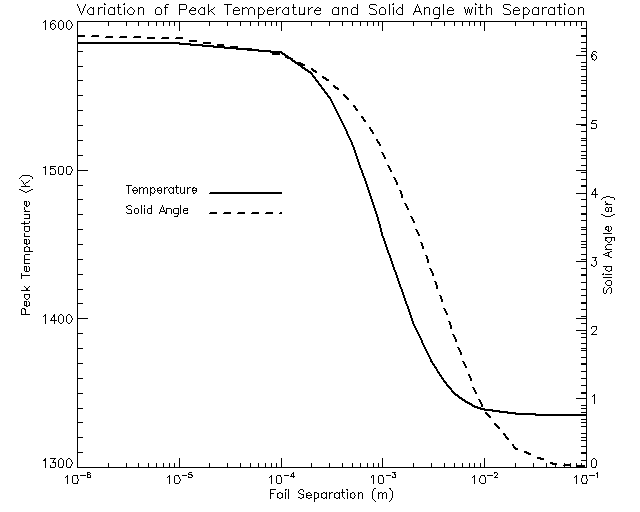 Variation of Peak Temperature and Solid Angle with Separation
1600
1500
1400
1300
Peak Temperature (K)
Temperature
Solid Angle
6
5
4
3
2
1
0
Solid Angle (sr)
10⁻⁶ 10⁻⁵ 10⁻⁴ 10⁻³ 10⁻² 10⁻¹
Foil Separation (m)